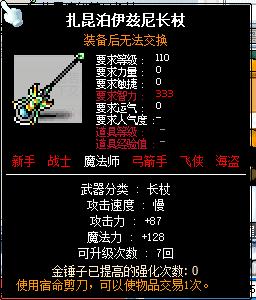 扎昆泊伊兹尼长杖
装备后无法交换
要求等级： 110
要求力量： 0
要求敏捷： 0
要求智力： 333
要求运气： 0
要求人气度： -
道具等级： -
道具经验值： -
新手 战士 魔法师 弓箭手 飞侠 海盗
武器分类 : 长杖
攻击速度 : 慢
攻击力 : +87
魔法力 : +128
可升级次数 : 7回
金锤子已提高的强化次数: 0
使用宿命剪刀，可以使物品交易1次。